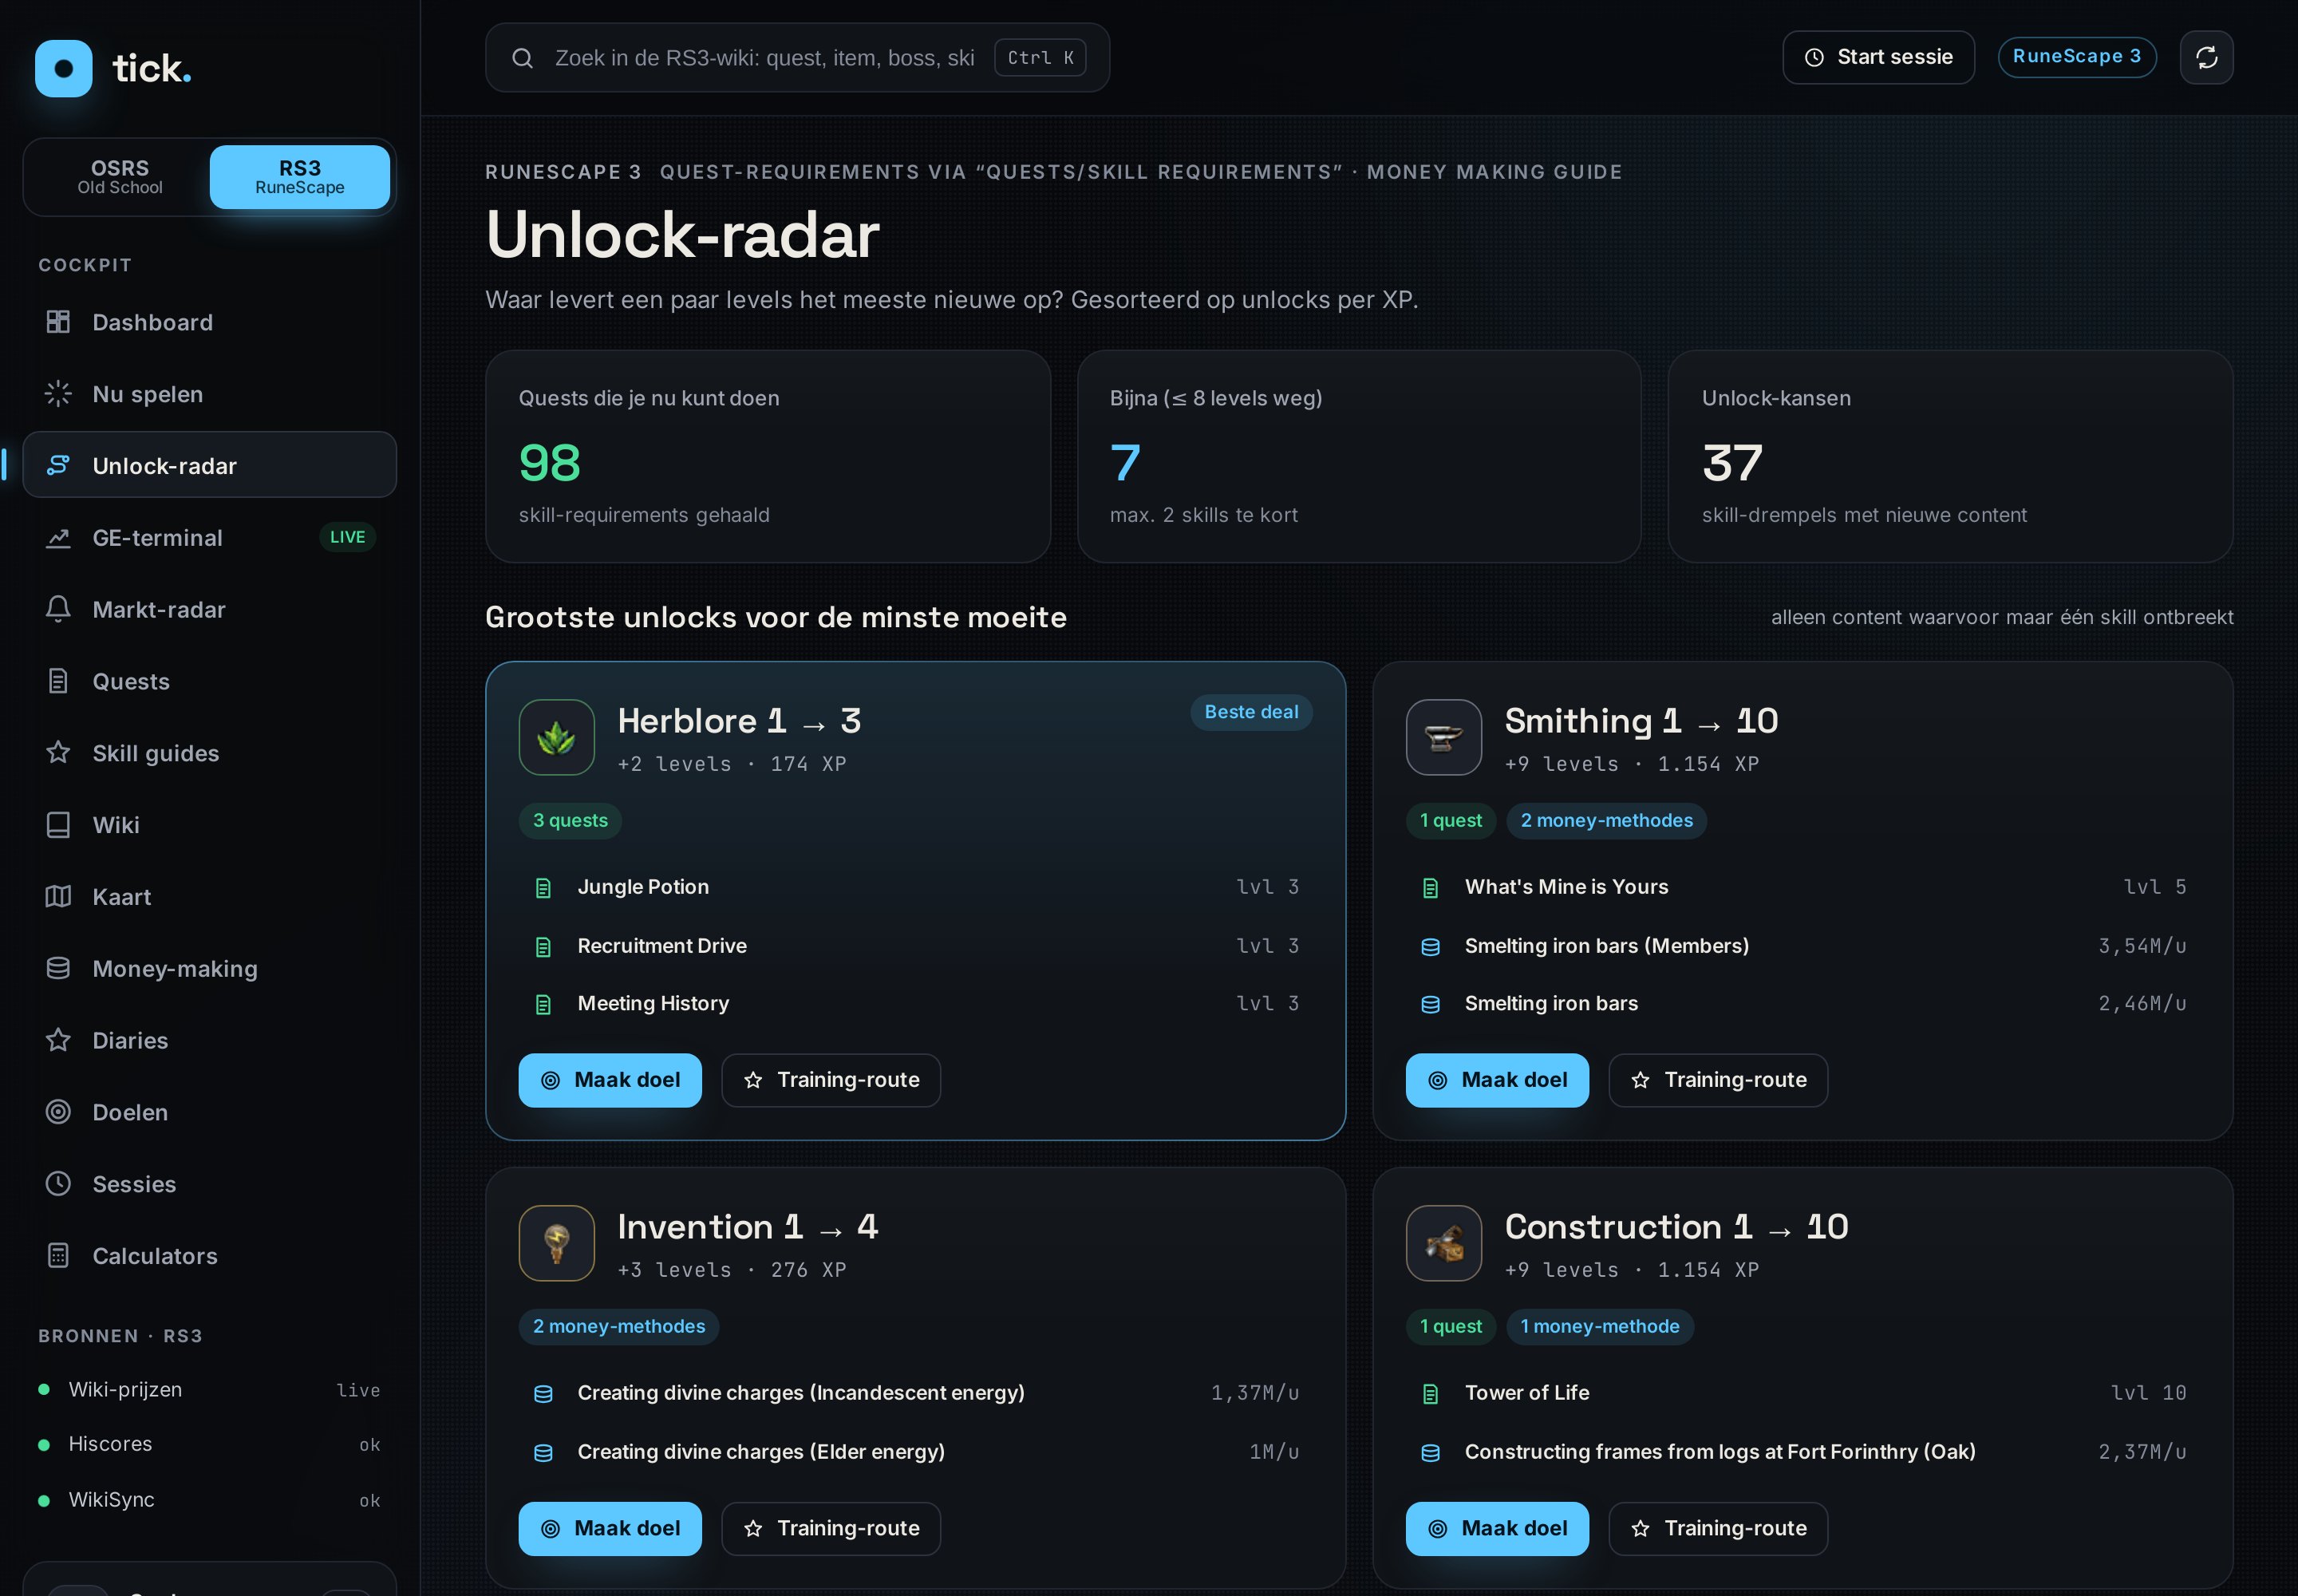 tick.
OSRS
Old School
RS3
RuneScape
COCKPIT
Dashboard
Nu spelen
Unlock-radar
GE-terminal LIVE
Markt-radar
Quests
Skill guides
Wiki
Kaart
Money-making
Diaries
Doelen
Sessies
Calculators
BRONNEN · RS3
Wiki-prijzen live
Hiscores ok
WikiSync ok
Zoek in de RS3-wiki: quest, item, boss, ski Ctrl K
Start sessie
RuneScape 3
RUNESCAPE 3 QUEST-REQUIREMENTS VIA “QUESTS/SKILL REQUIREMENTS” · MONEY MAKING GUIDE
Unlock-radar
Waar levert een paar levels het meeste nieuwe op? Gesorteerd op unlocks per XP.
Quests die je nu kunt doen
98
skill-requirements gehaald
Bijna (≤ 8 levels weg)
7
max. 2 skills te kort
Unlock-kansen
37
skill-drempels met nieuwe content
Grootste unlocks voor de minste moeite
alleen content waarvoor maar één skill ontbreekt
Herblore 1 → 3
Beste deal
+2 levels · 174 XP
3 quests
Jungle Potion lvl 3
Recruitment Drive lvl 3
Meeting History lvl 3
Maak doel
Training-route
Smithing 1 → 10
+9 levels · 1.154 XP
1 quest
2 money-methodes
What's Mine is Yours lvl 5
Smelting iron bars (Members) 3,54M/u
Smelting iron bars 2,46M/u
Maak doel
Training-route
Invention 1 → 4
+3 levels · 276 XP
2 money-methodes
Creating divine charges (Incandescent energy) 1,37M/u
Creating divine charges (Elder energy) 1M/u
Maak doel
Training-route
Construction 1 → 10
+9 levels · 1.154 XP
1 quest
1 money-methode
Tower of Life lvl 10
Constructing frames from logs at Fort Forinthry (Oak) 2,37M/u
Maak doel
Training-route